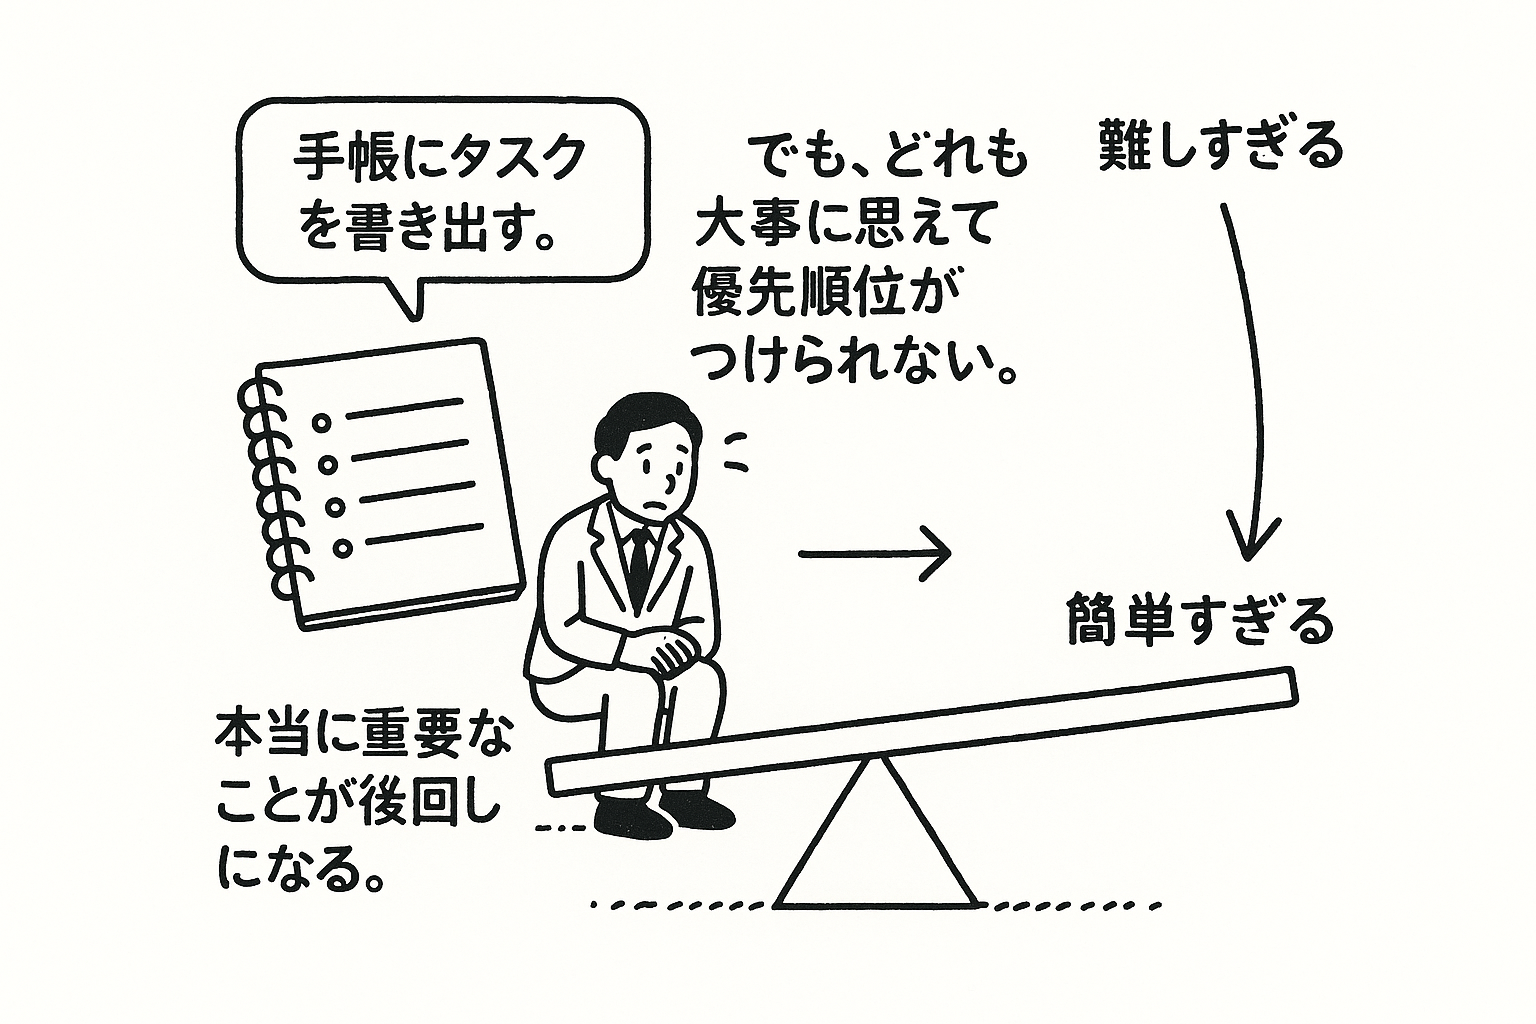 手帳にタスク
を書き出す。
でも、どれも
大事に思えて
優先順位が
つけられない。
難しすぎる
簡単すぎる
本当に重要な
ことが後回し
になる。